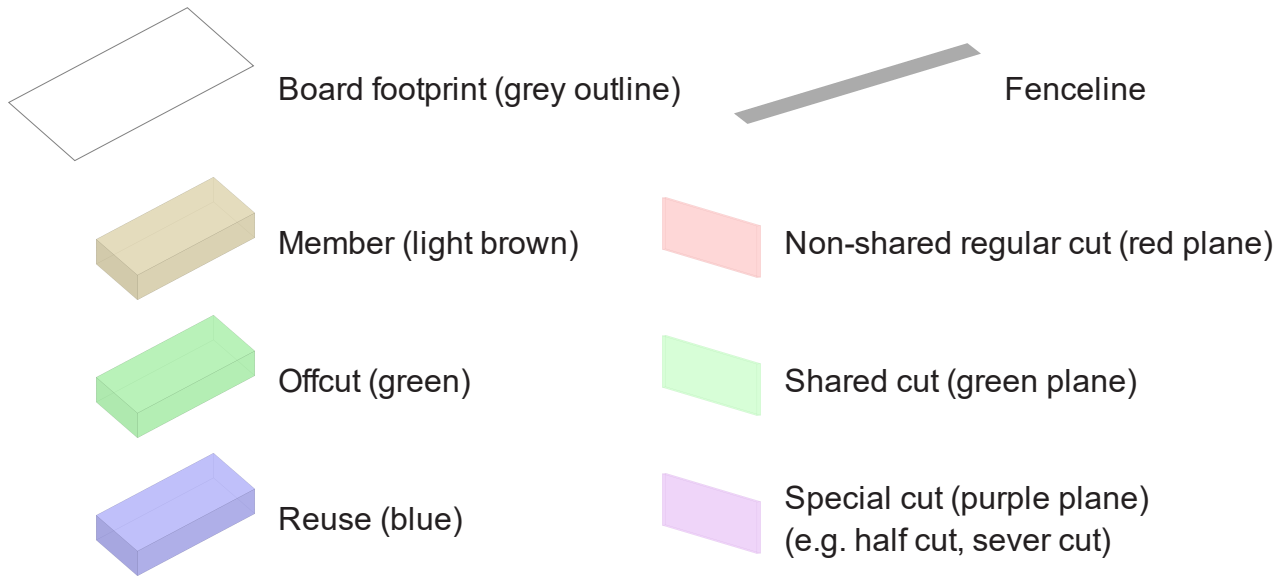 Board footprint (grey outline)
Fenceline
Member (light brown)
Non-shared regular cut (red plane)
Offcut (green)
Shared cut (green plane)
Reuse (blue)
Special cut (purple plane)
(e.g. half cut, sever cut)